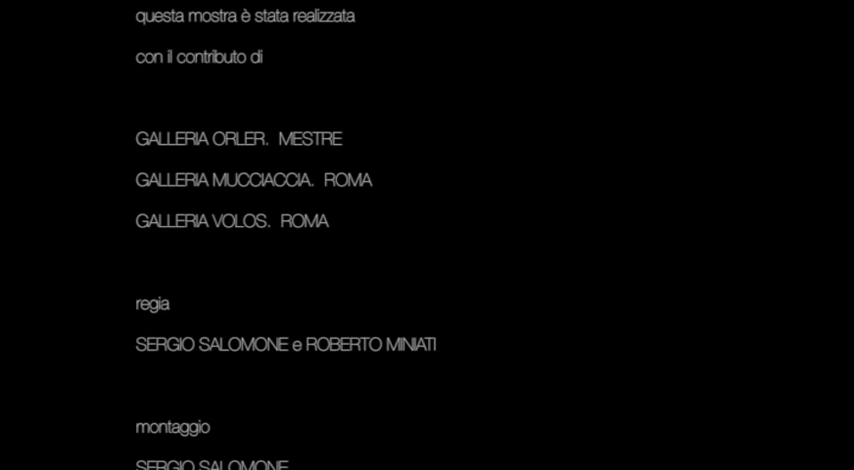 questa mostra è stata realizzata
con il contributo di
GALLERIA ORLER. MESTRE
GALLERIA MUCCIACCIA. ROMA
GALLERIA VOLOS. ROMA
regia
SERGIO SALOMONE e ROBERTO MINIATI
montaggio
SERGIO SALOMONE